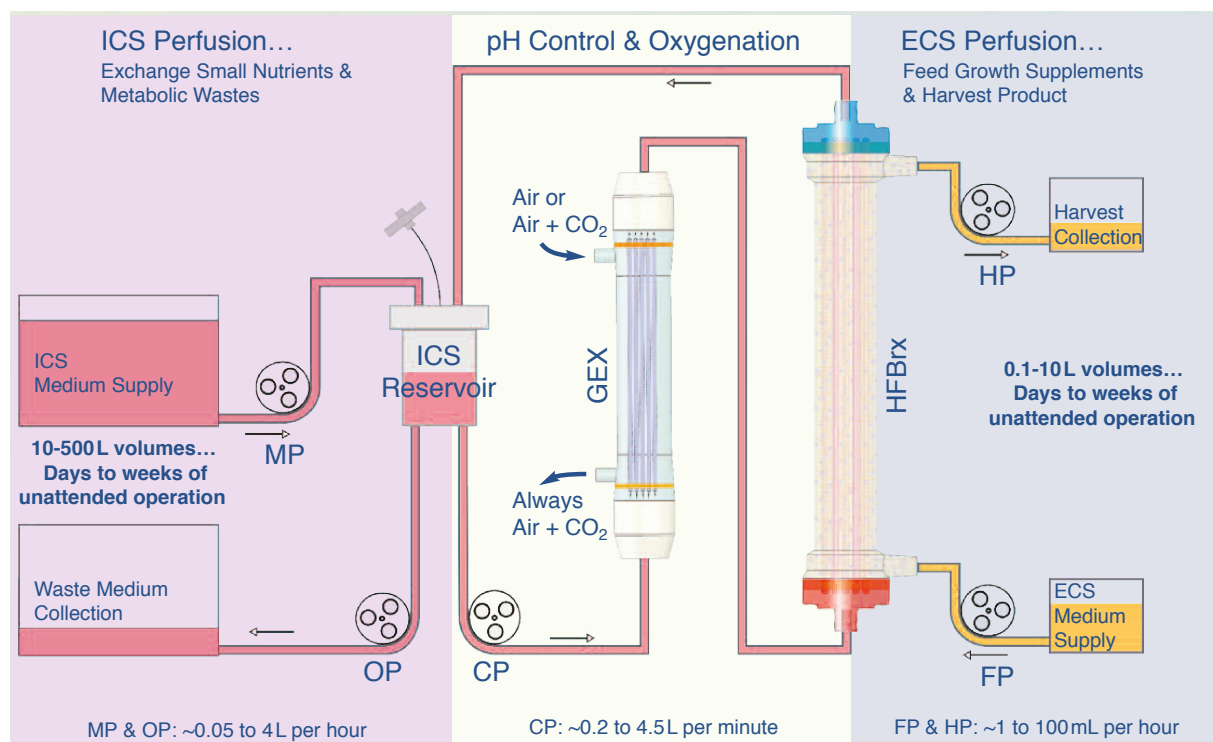 ICS Perfusion…
Exchange Small Nutrients &
Metabolic Wastes
pH Control & Oxygenation
ECS Perfusion…
Feed Growth Supplements
& Harvest Product
Air or
Air + CO₂
Harvest
Collection
HP
ICS
Medium Supply
ICS
Reservoir
GEX
HFBrx
0.1-10 L volumes…
Days to weeks of
unattended operation
MP
10-500 L volumes…
Days to weeks of
unattended operation
Always
Air + CO₂
Waste Medium
Collection
ECS
Medium
Supply
OP
CP
FP
MP & OP: ~0.05 to 4 L per hour
CP: ~0.2 to 4.5 L per minute
FP & HP: ~1 to 100 mL per hour